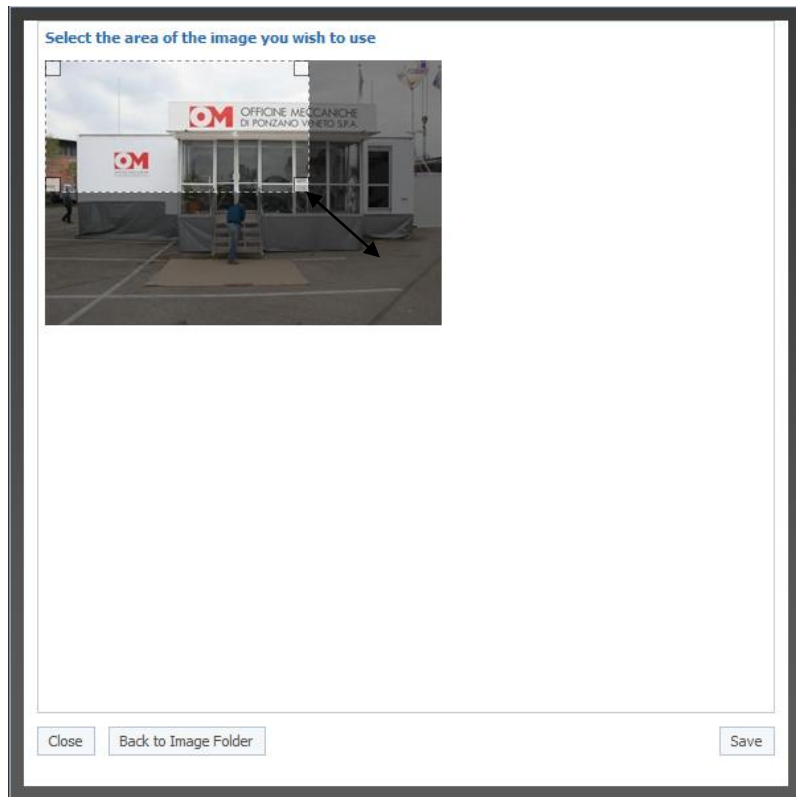 Select the area of the image you wish to use
OM OFFICINE MECCANICHE
DI PONZANO VENETO S.P.A.
OM
Close
Back to Image Folder
Save